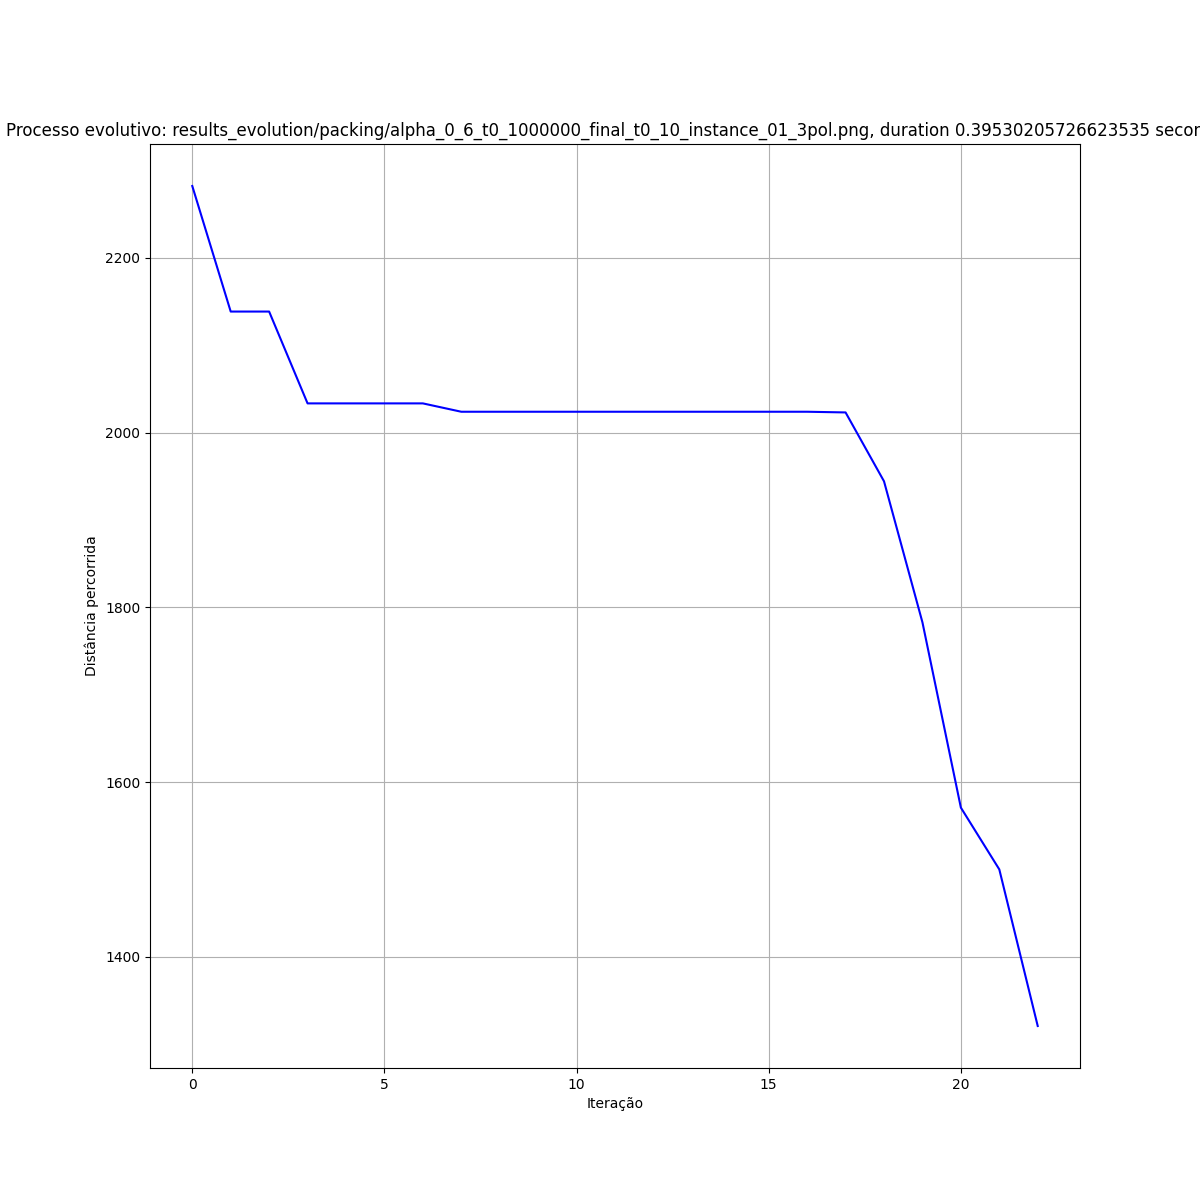 Processo evolutivo: results_evolution/packing/alpha_0_6_t0_1000000_final_t0_10_instance_01_3pol.png, duration 0.39530205726623535 secor
2200
2000
1800
1600
1400
Distância percorrida
0 5 10 15 20
Iteração